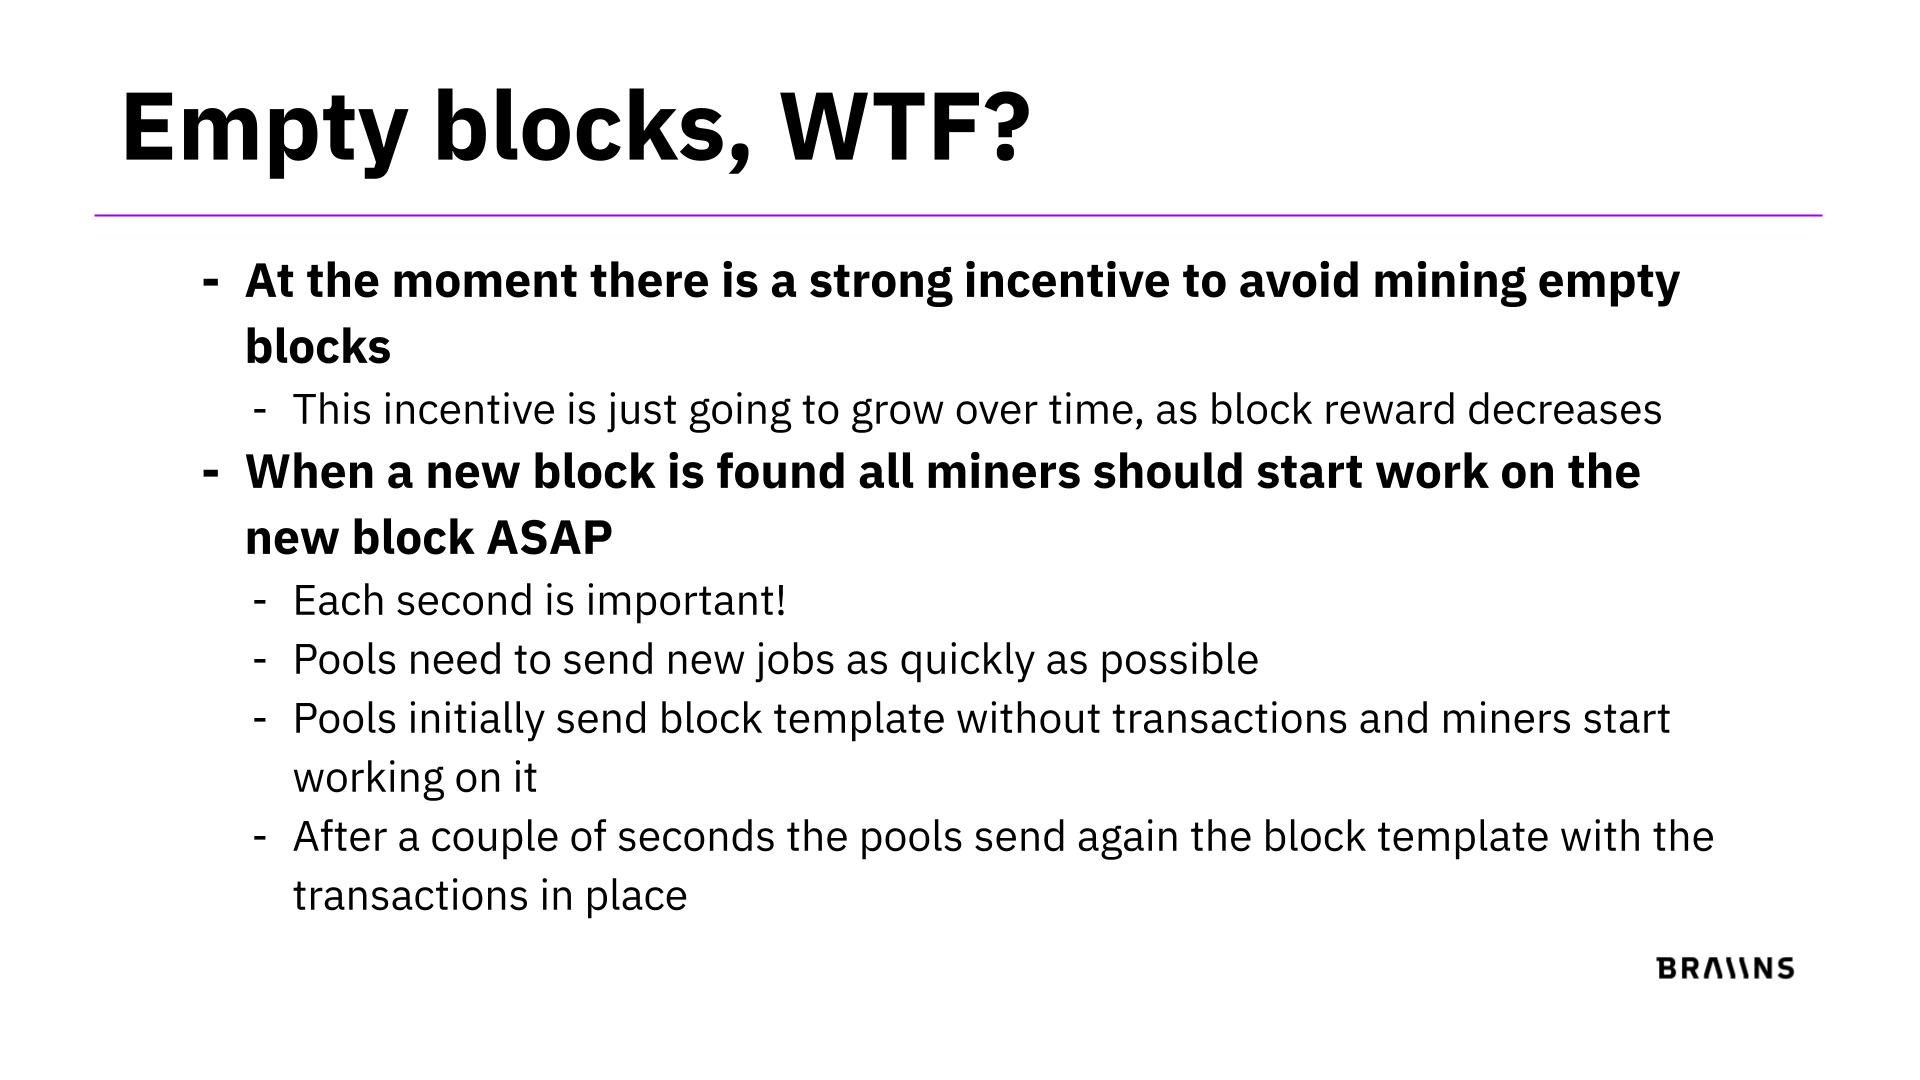 Empty blocks, WTF?
- At the moment there is a strong incentive to avoid mining empty
blocks
- This incentive is just going to grow over time, as block reward decreases
- When a new block is found all miners should start work on the
new block ASAP
- Each second is important!
- Pools need to send new jobs as quickly as possible
- Pools initially send block template without transactions and miners start
working on it
- After a couple of seconds the pools send again the block template with the
transactions in place
BRAIINS